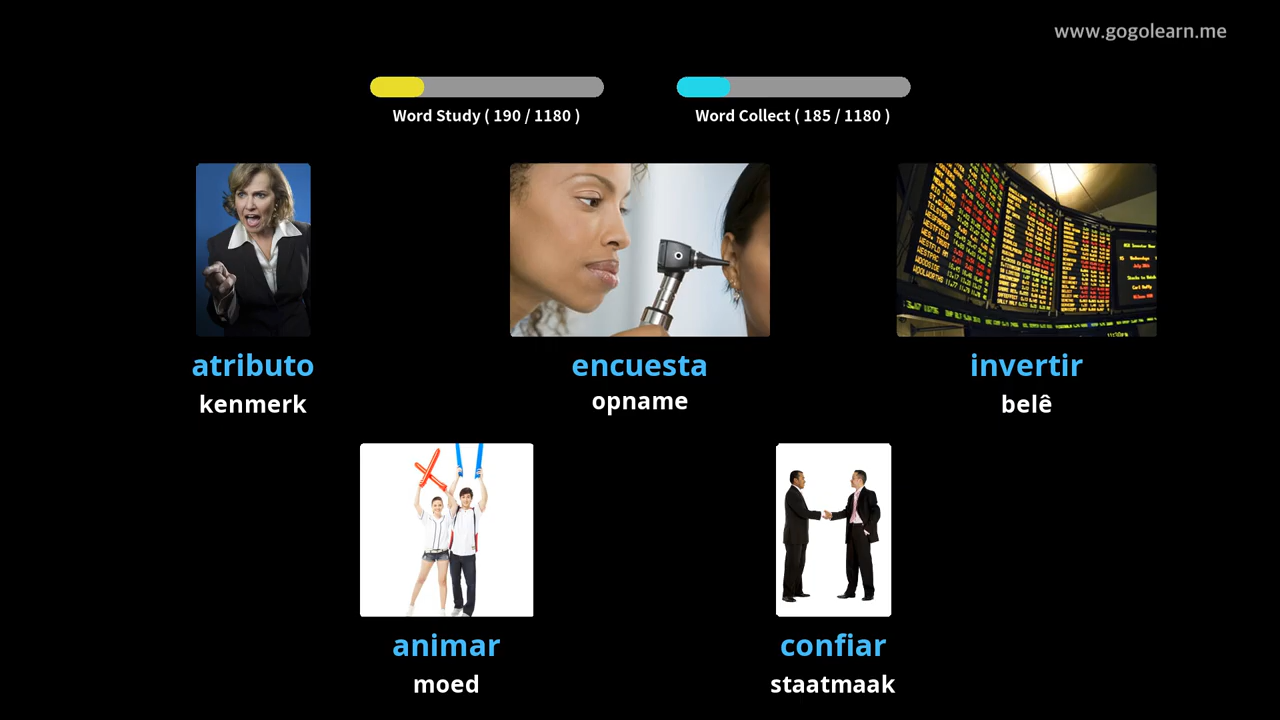 www.gogolearn.me
Word Study ( 190 / 1180 )
Word Collect ( 185 / 1180 )
atributo
kenmerk
encuesta
opname
invertir
belê
animar
moed
confiar
staatmaak